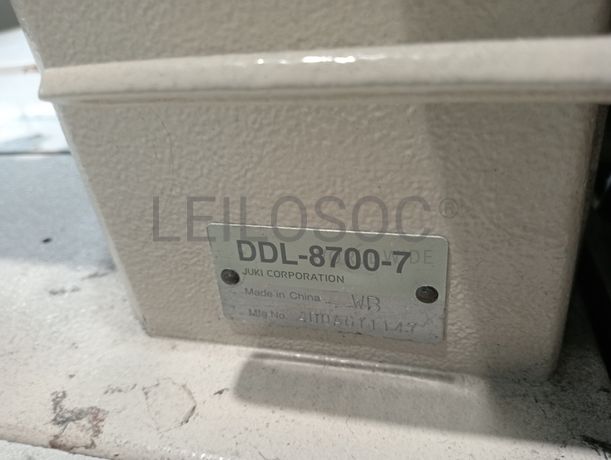 LEILOSOC®
DDL-8700-7
JUKI CORPORATION
Made in China WB
Mfg No.